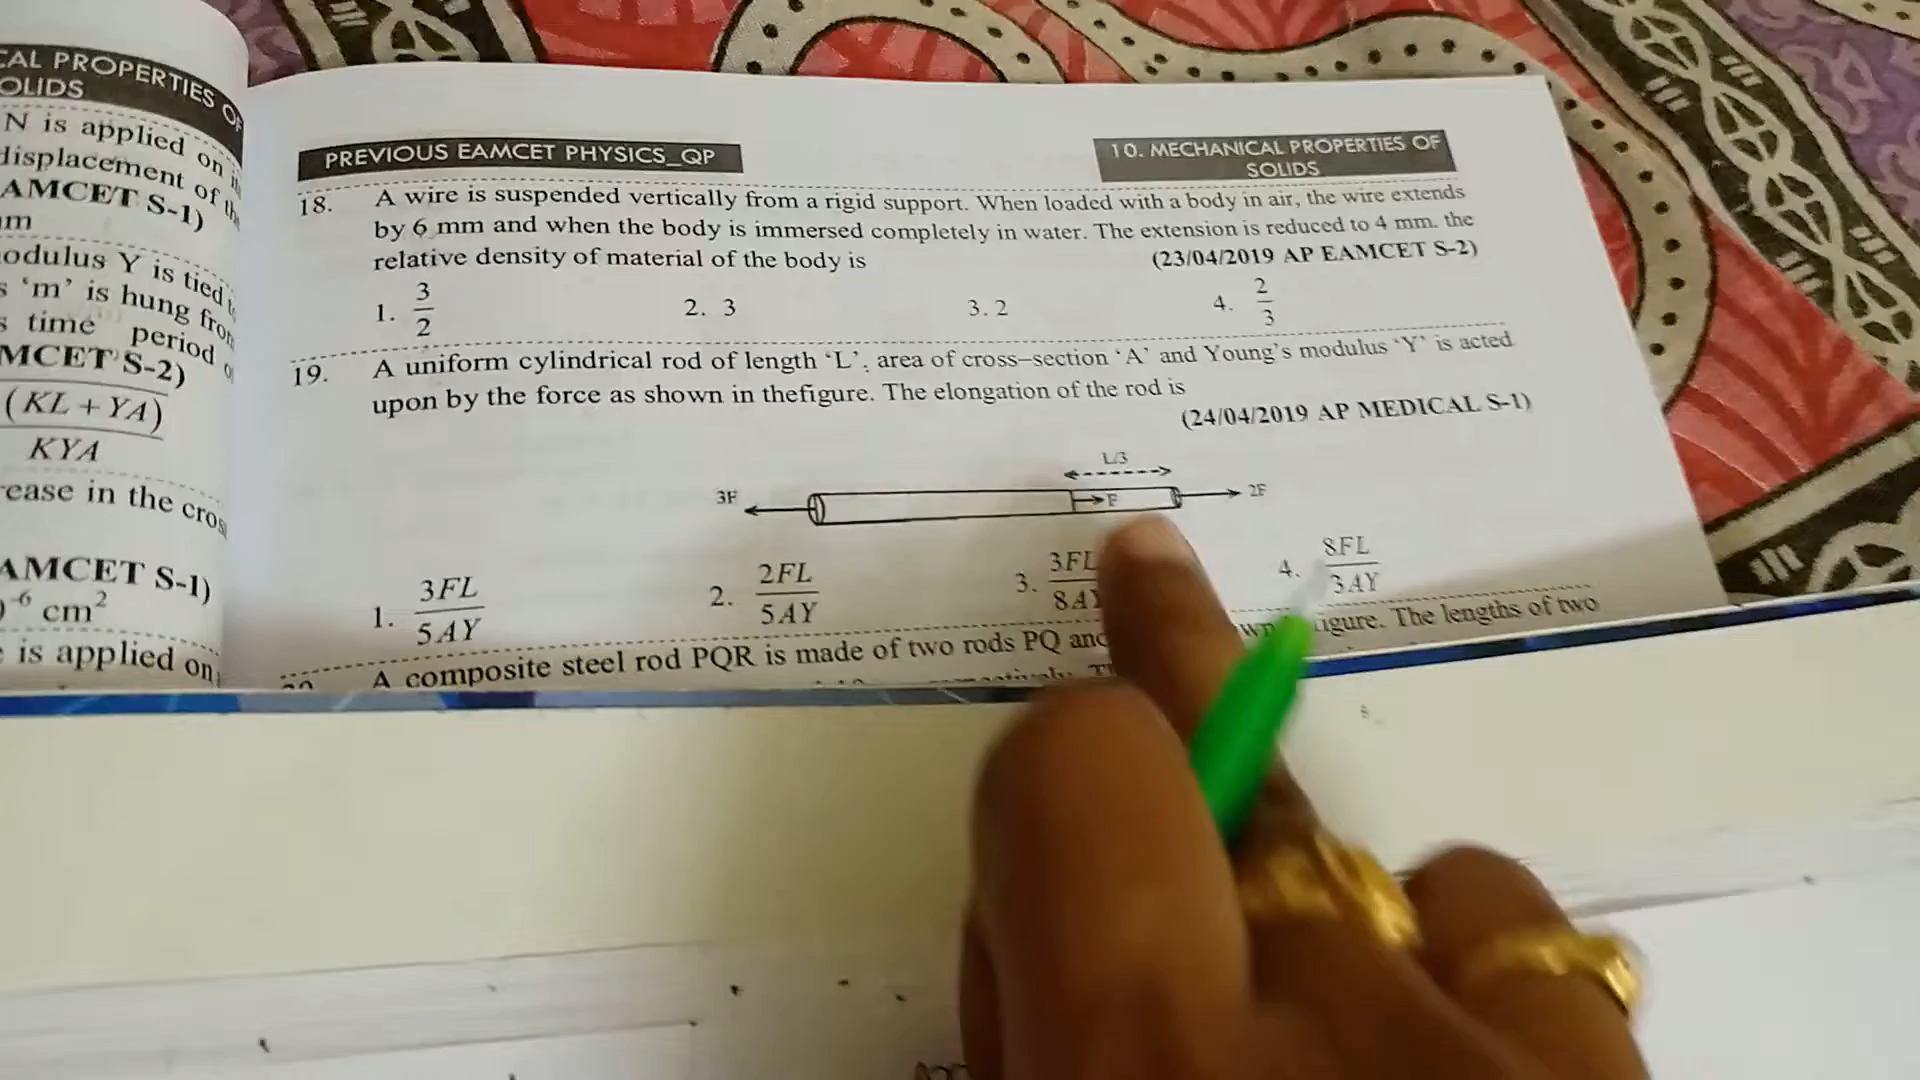 CAL PROPERTIES OF
OLIDS
N is applied on it
displacement of the
AMCET S-1)
m
odulus Y is tied to
s 'm' is hung from
s time period of
MCET S-2)
(KL + YA)
KYA
rease in the cros
AMCET S-1)
-6 cm2
is applied on
PREVIOUS EAMCET PHYSICS_QP
10. MECHANICAL PROPERTIES OF
SOLIDS
18. A wire is suspended vertically from a rigid support. When loaded with a body in air, the wire extends
by 6 mm and when the body is immersed completely in water. The extension is reduced to 4 mm. the
relative density of material of the body is (23/04/2019 AP EAMCET S-2)
1. 3/2 2. 3 3. 2 4. 2/3
19. A uniform cylindrical rod of length 'L', area of cross-section 'A' and Young's modulus 'Y' is acted
upon by the force as shown in thefigure. The elongation of the rod is
(24/04/2019 AP MEDICAL S-1)
L/3
3F F 2F
1. 3FL/5AY 2. 2FL/5AY 3. 3FL/8AY 4. 8FL/3AY
A composite steel rod PQR is made of two rods PQ and igure. The lengths of two